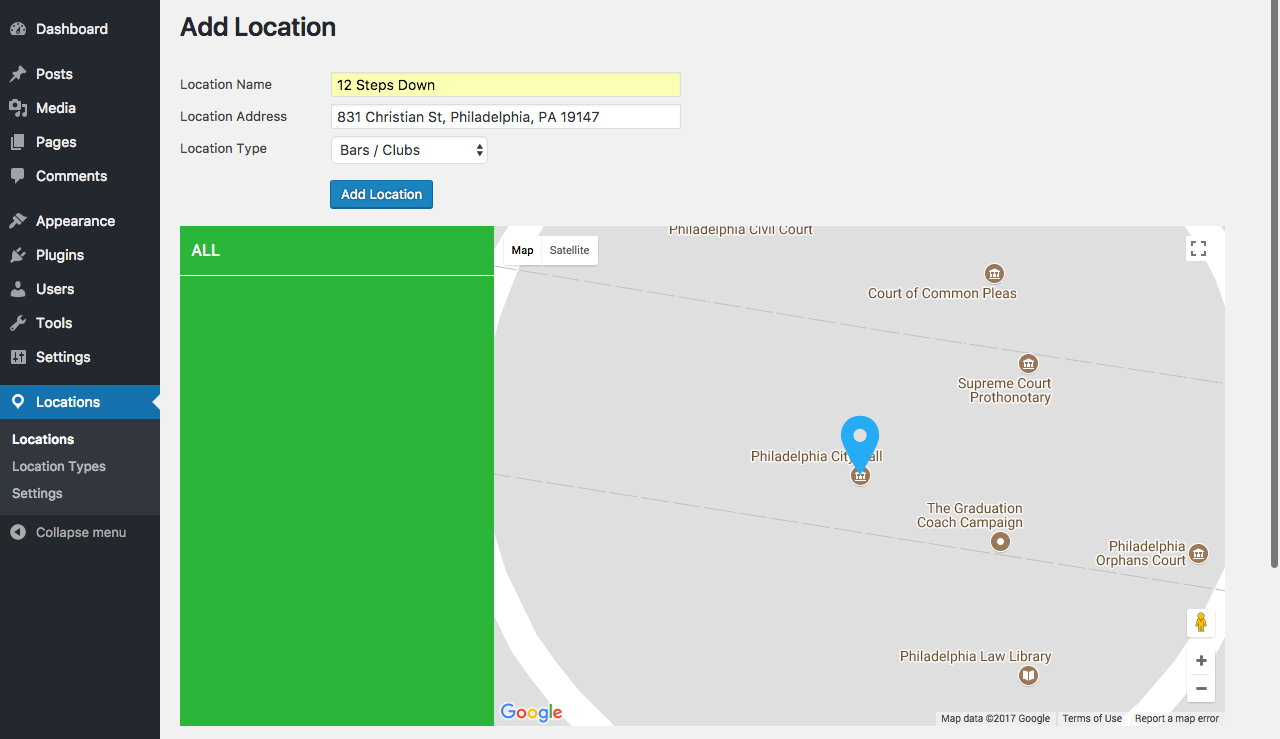 Dashboard
Posts
Media
Pages
Comments
Appearance
Plugins
Users
Tools
Settings
Locations
Locations
Location Types
Settings
Collapse menu
Add Location
Location Name
12 Steps Down
Location Address
831 Christian St, Philadelphia, PA 19147
Location Type
Bars / Clubs
Add Location
ALL
Philadelphia Civil Court
Map
Satellite
Court of Common Pleas
Supreme Court
Prothonotary
Philadelphia City Hall
The Graduation
Coach Campaign
Philadelphia
Orphans Court
Philadelphia Law Library
Google
Map data ©2017 Google
Terms of Use
Report a map error